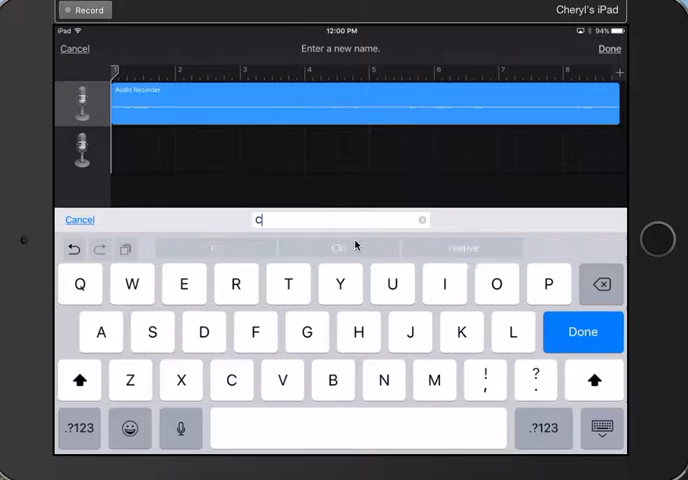 Record
Cheryl's iPad
iPad 12:00 PM 94%
Cancel Enter a new name. Done
1 2 3 4 5 6 7 8 +
Audio Recorder
Cancel C
Q W E R T Y U I O P
A S D F G H J K L Done
Z X C V B N M ! , ? .
.?123 .?123